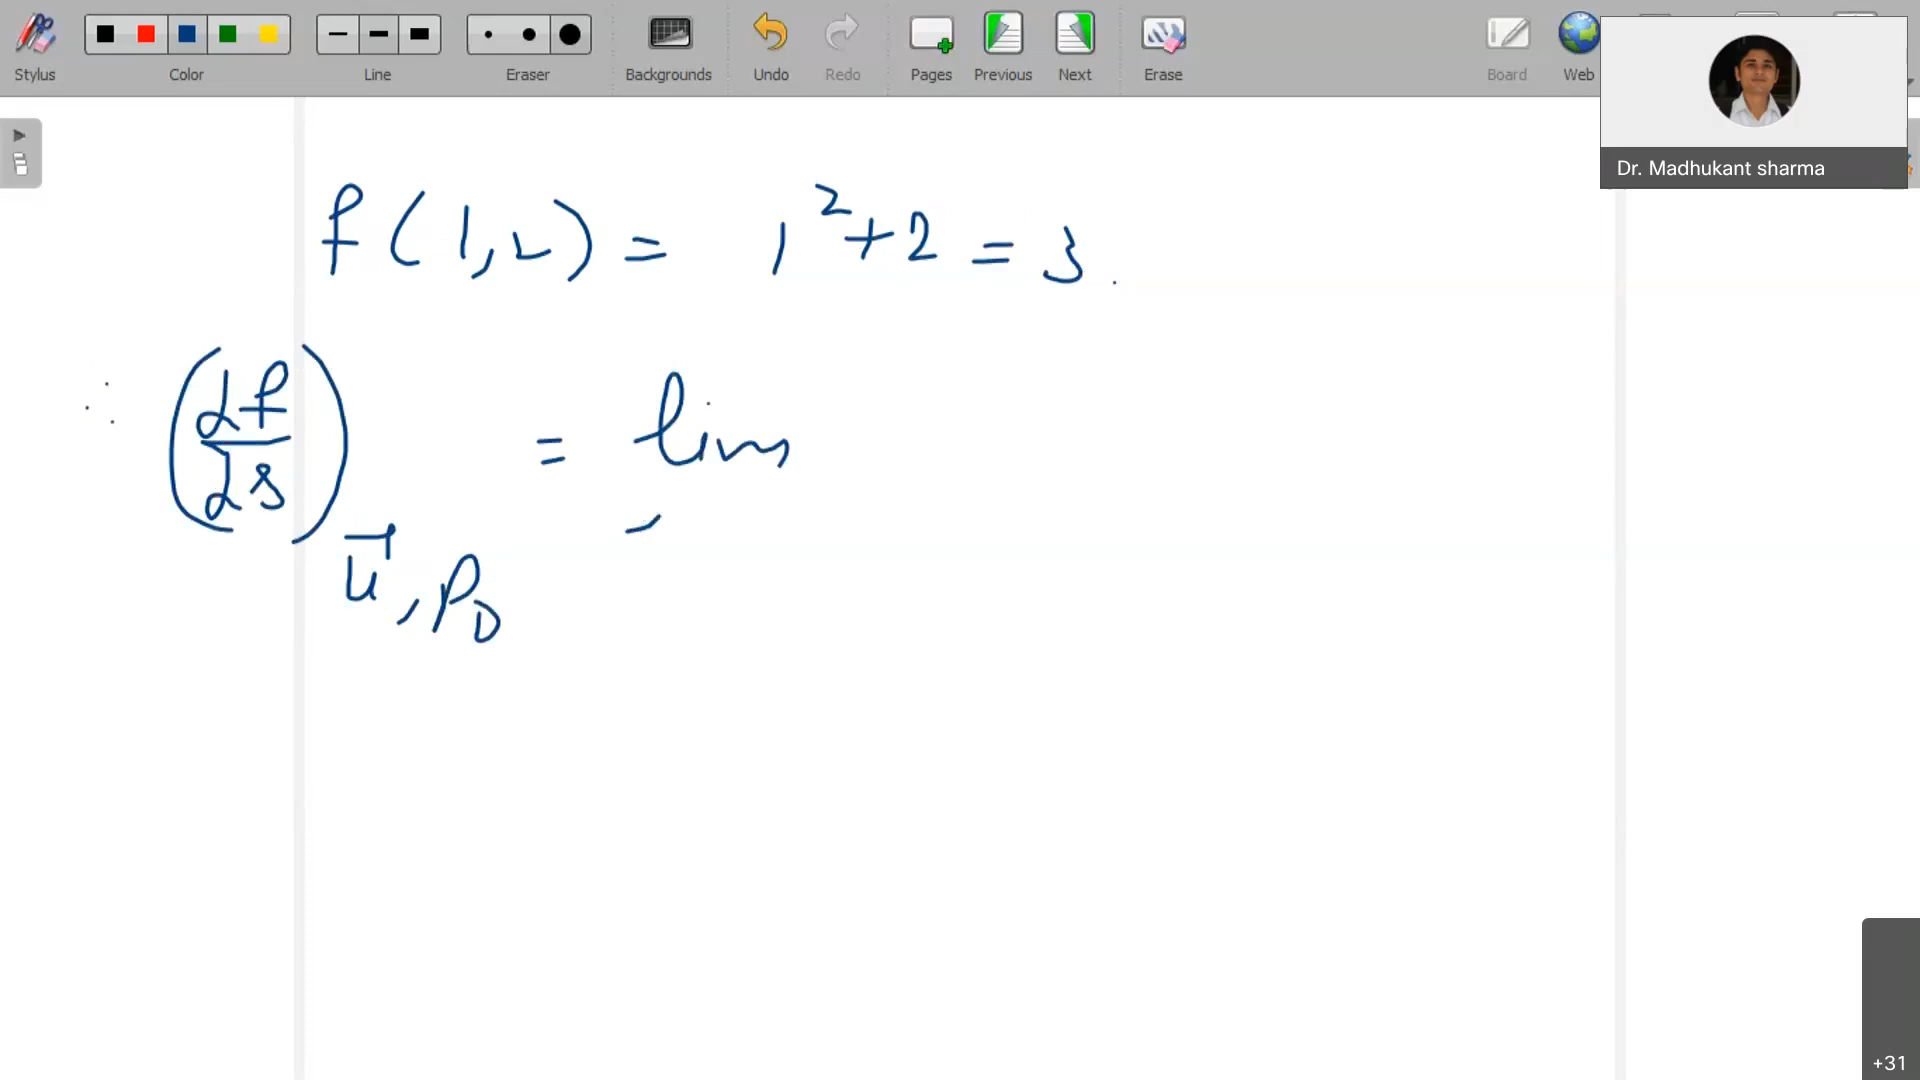 Stylus Color Line Eraser Backgrounds Undo Redo Pages Previous Next Erase Board Web
Dr. Madhukant sharma
f(1,2) = 1²+2 = 3.
∴ (df/ds) u⃗, P₀ = lim
+31